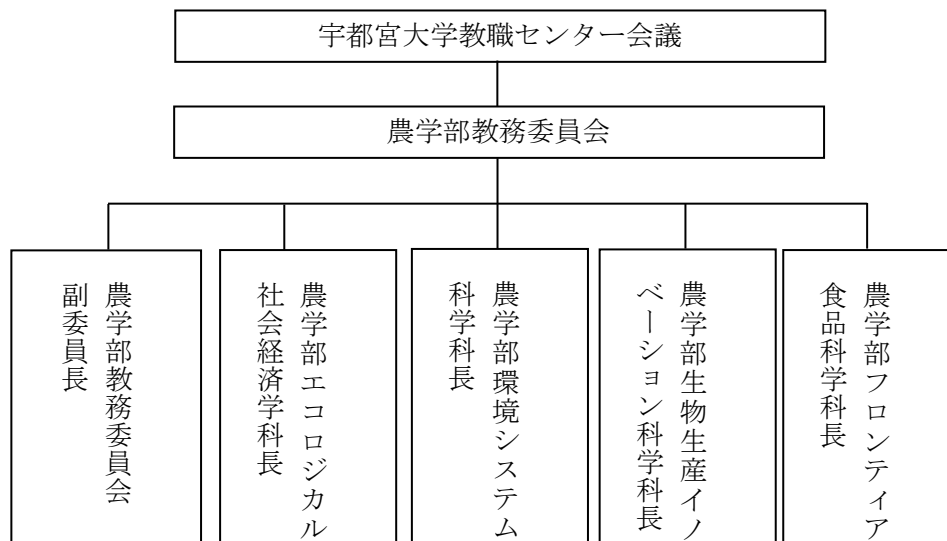 宇都宮大学教職センター会議
農学部教務委員会
農学部教務委員会
副委員長
農学部エコロジカル
社会経済学科長
農学部環境システム
科学科長
農学部生物生産イノ
ベーション科学科長
農学部フロンティア
食品科学科長